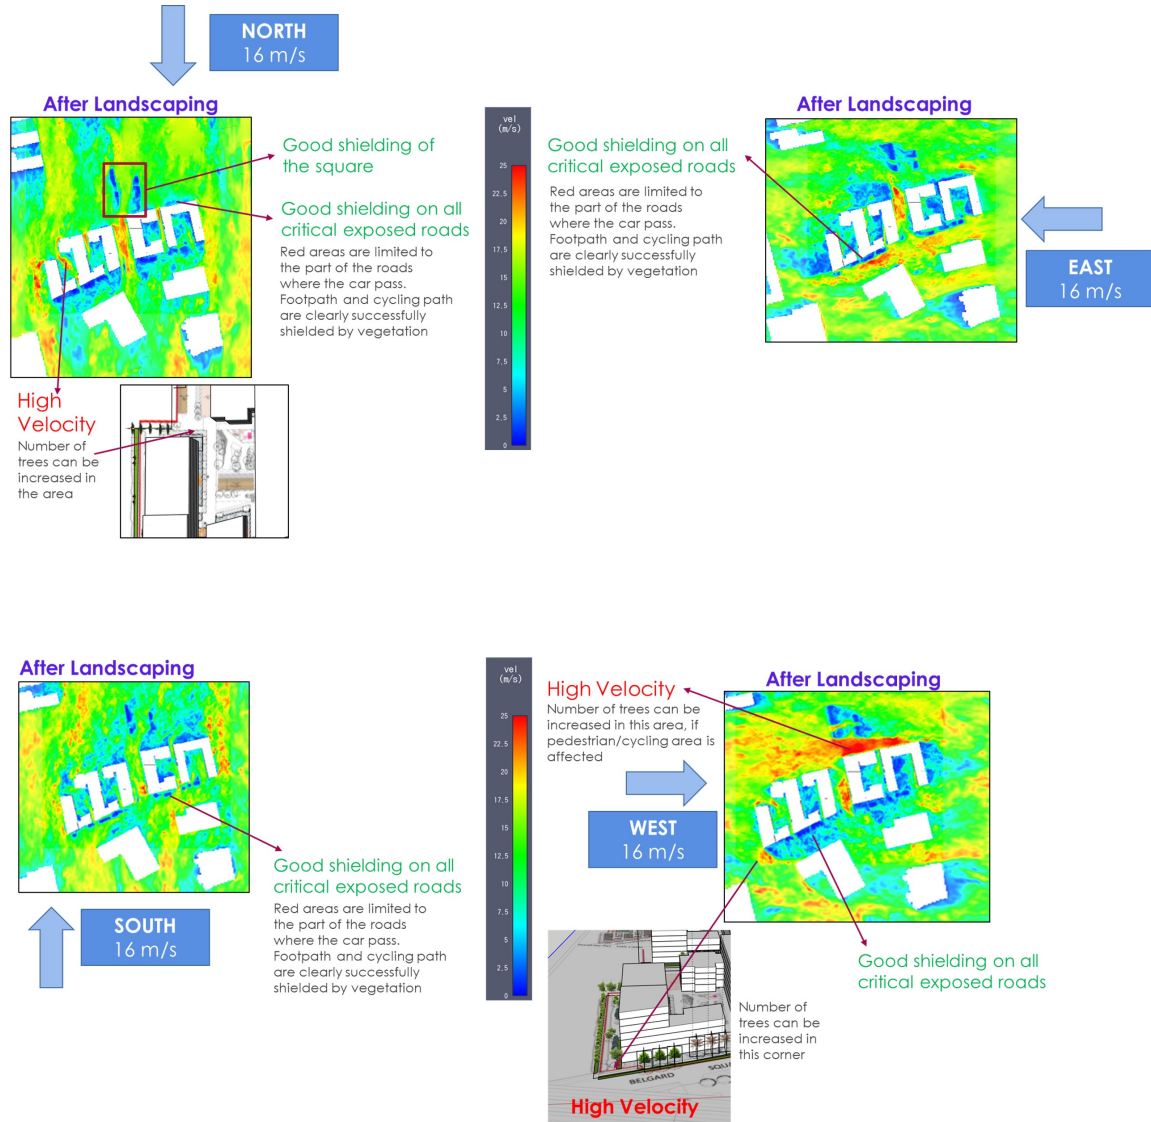 NORTH
16 m/s
After Landscaping
Good shielding of
the square
Good shielding on all
critical exposed roads
Red areas are limited to
the part of the roads
where the car pass.
Footpath and cycling path
are clearly successfully
shielded by vegetation
High
Velocity
Number of
trees can be
increased in
the area
vel
(m/s)
25
22.5
20
17.5
15
12.5
10
7.5
5
2.5
0
After Landscaping
Good shielding on all
critical exposed roads
Red areas are limited to
the part of the roads
where the car pass.
Footpath and cycling path
are clearly successfully
shielded by vegetation
EAST
16 m/s
After Landscaping
SOUTH
16 m/s
Good shielding on all
critical exposed roads
Red areas are limited to
the part of the roads
where the car pass.
Footpath and cycling path
are clearly successfully
shielded by vegetation
vel
(m/s)
25
22.5
20
17.5
15
12.5
10
7.5
5
2.5
0
High Velocity
Number of trees can be
increased in this area, if
pedestrian/cycling area is
affected
After Landscaping
WEST
16 m/s
Good shielding on all
critical exposed roads
Number of
trees can be
increased in
this corner
BELGARD
SQUA
High Velocity